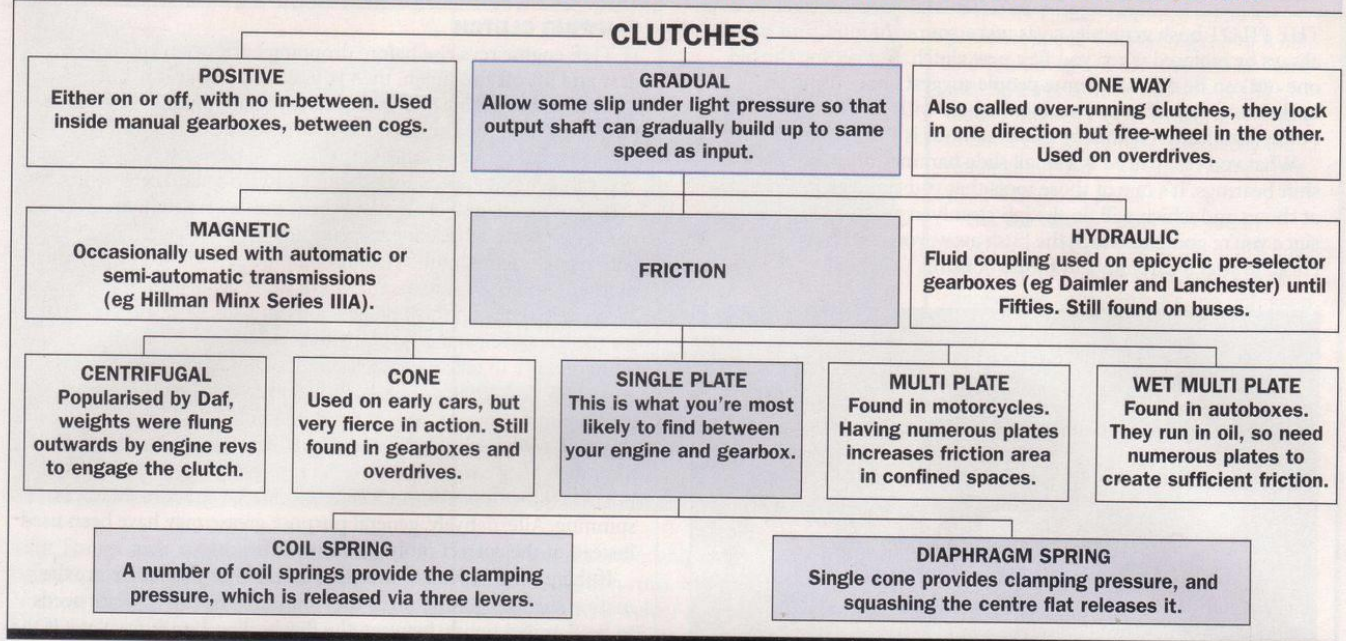 CLUTCHES
POSITIVE
Either on or off, with no in-between. Used
inside manual gearboxes, between cogs.
GRADUAL
Allow some slip under light pressure so that
output shaft can gradually build up to same
speed as input.
ONE WAY
Also called over-running clutches, they lock
in one direction but free-wheel in the other.
Used on overdrives.
MAGNETIC
Occasionally used with automatic or
semi-automatic transmissions
(eg Hillman Minx Series IIIA).
FRICTION
HYDRAULIC
Fluid coupling used on epicyclic pre-selector
gearboxes (eg Daimler and Lanchester) until
Fifties. Still found on buses.
CENTRIFUGAL
Popularised by Daf,
weights were flung
outwards by engine revs
to engage the clutch.
CONE
Used on early cars, but
very fierce in action. Still
found in gearboxes and
overdrives.
SINGLE PLATE
This is what you're most
likely to find between
your engine and gearbox.
MULTI PLATE
Found in motorcycles.
Having numerous plates
increases friction area
in confined spaces.
WET MULTI PLATE
Found in autoboxes.
They run in oil, so need
numerous plates to
create sufficient friction.
COIL SPRING
A number of coil springs provide the clamping
pressure, which is released via three levers.
DIAPHRAGM SPRING
Single cone provides clamping pressure, and
squashing the centre flat releases it.